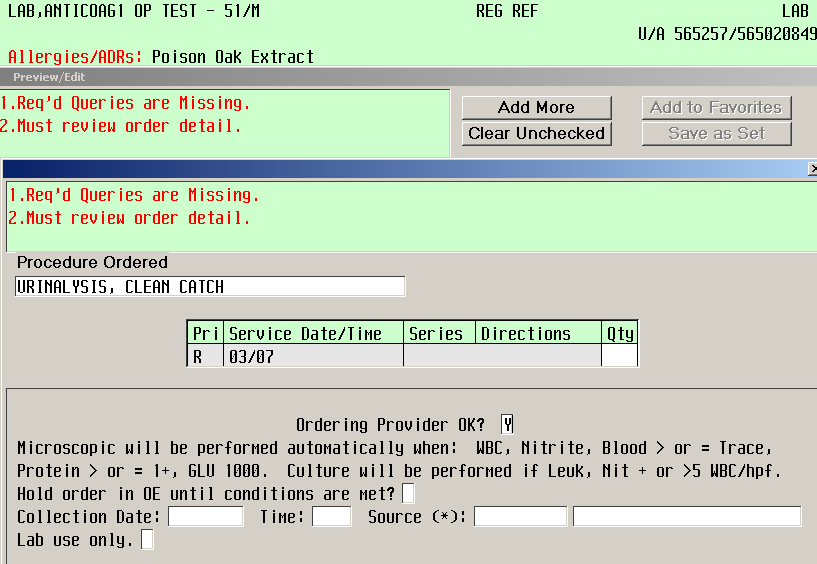 LAB,ANTICOAG1 OP TEST - 51/M REG REF LAB
U/A 565257/565020849
Allergies/ADRs: Poison Oak Extract
Preview/Edit
1.Req'd Queries are Missing. Add More Add to Favorites
2.Must review order detail. Clear Unchecked Save as Set
1.Req'd Queries are Missing.
2.Must review order detail.
Procedure Ordered
URINALYSIS, CLEAN CATCH
Pri Service Date/Time Series Directions Qty
R 03/07
Ordering Provider OK? Y
Microscopic will be performed automatically when: WBC, Nitrite, Blood > or = Trace,
Protein > or = 1+, GLU 1000. Culture will be performed if Leuk, Nit + or >5 WBC/hpf.
Hold order in OE until conditions are met?
Collection Date: Time: Source (*):
Lab use only.